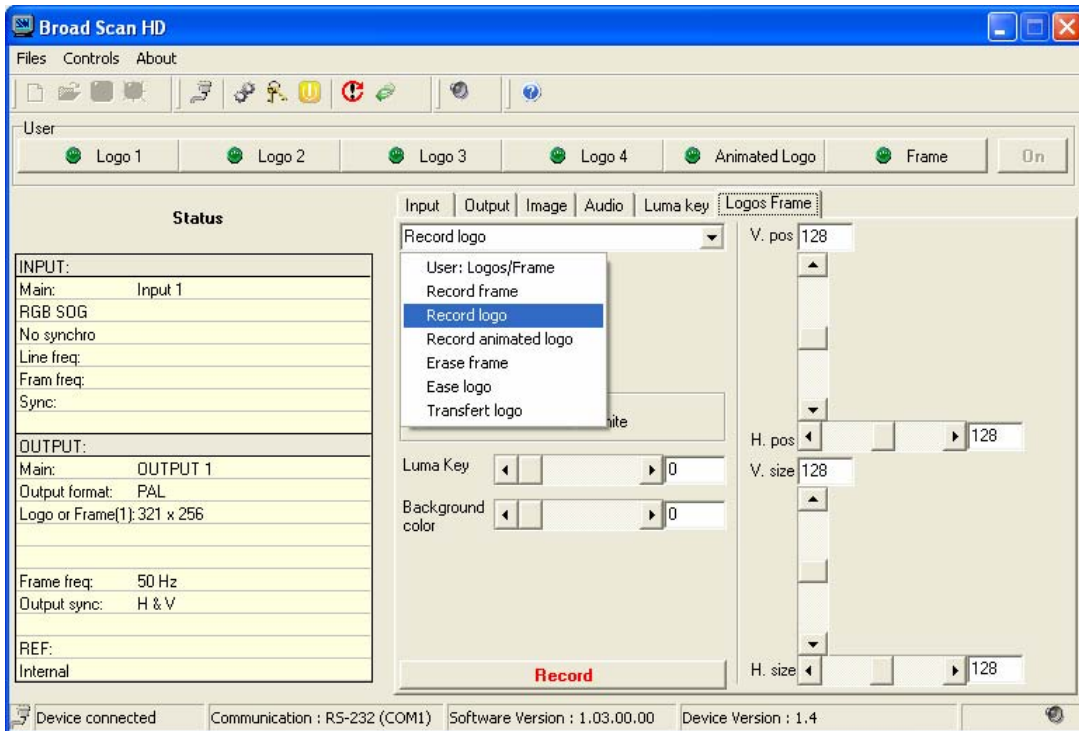 Broad Scan HD
Files Controls About
User
Logo 1 Logo 2 Logo 3 Logo 4 Animated Logo Frame On
Status
INPUT:
Main: Input 1
RGB SOG
No synchro
Line freq:
Fram freq:
Sync:
OUTPUT:
Main: OUTPUT 1
Output format: PAL
Logo or Frame(1): 321 x 256
Frame freq: 50 Hz
Output sync: H & V
REF:
Internal
Input Output Image Audio Luma key Logos Frame
Record logo
User: Logos/Frame
Record frame
Record logo
Record animated logo
Erase frame
Ease logo
Transfert logo
Luma Key 0
Background color 0
Record
V. pos 128
H. pos 128
V. size 128
H. size 128
Device connected Communication : RS-232 (COM1) Software Version : 1.03.00.00 Device Version : 1.4